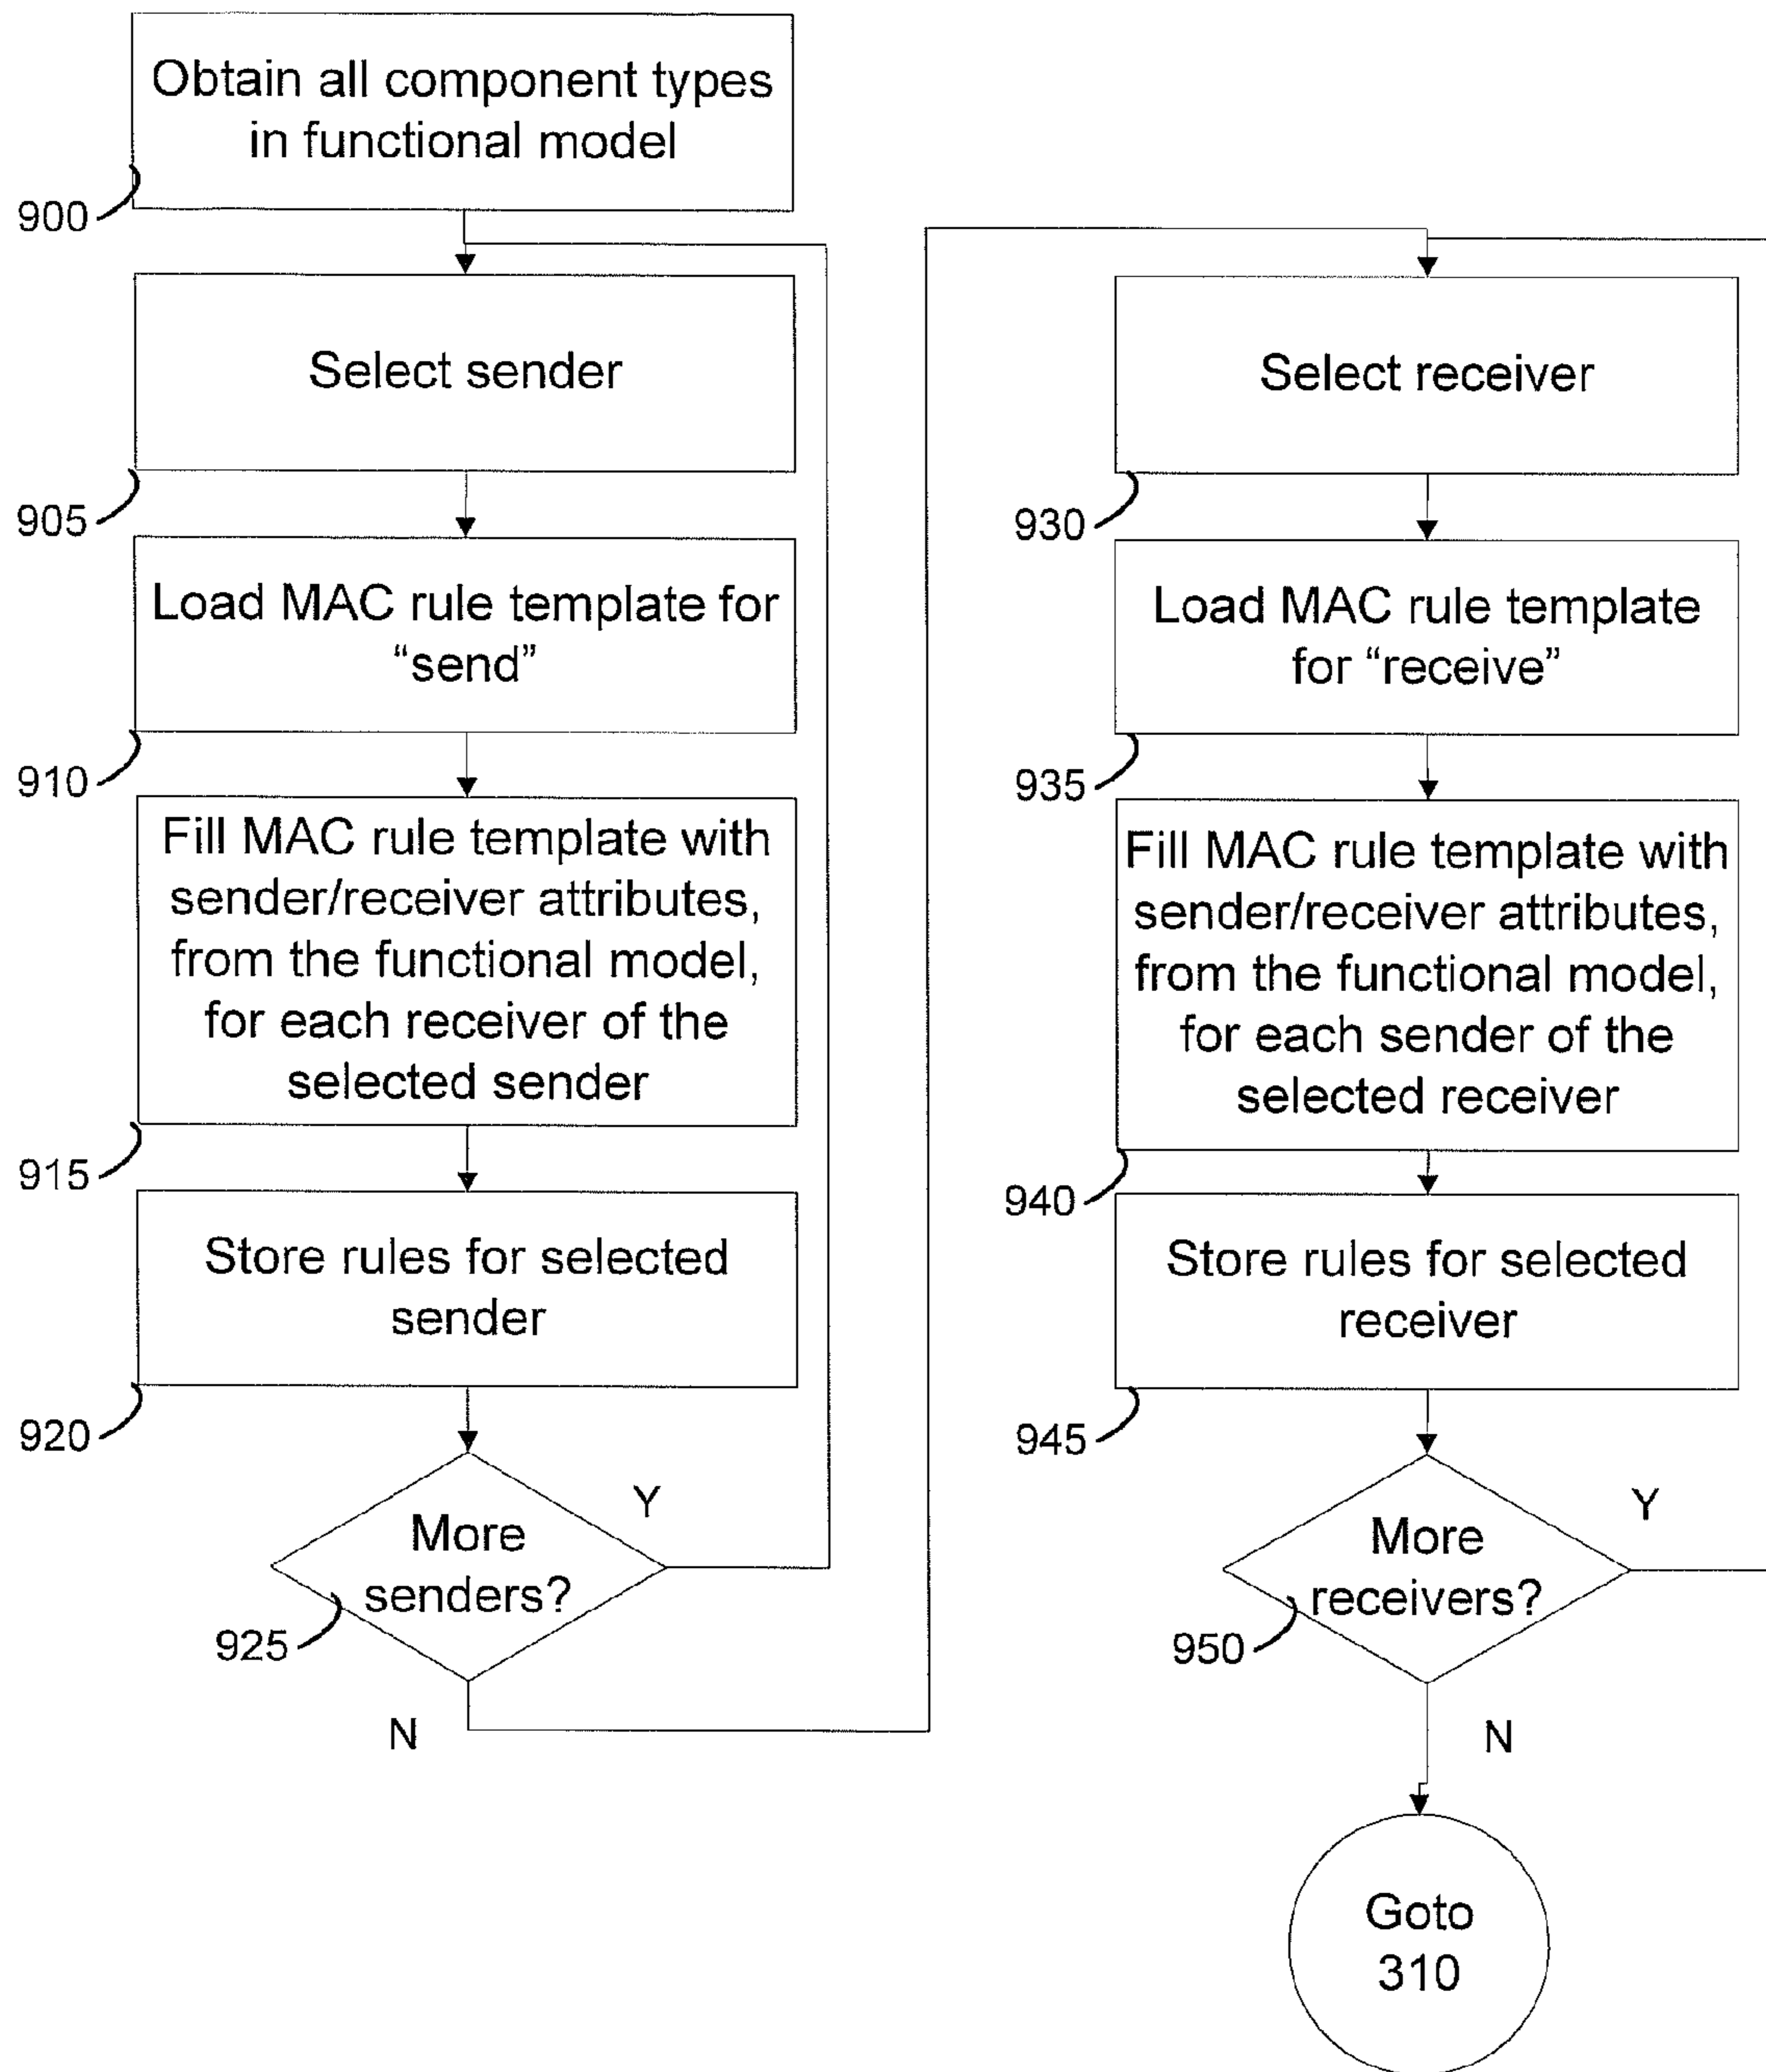 Obtain all component types
in functional model
900
Select sender
905
Load MAC rule template for
“send”
910
Fill MAC rule template with
sender/receiver attributes,
from the functional model,
for each receiver of the
selected sender
915
Store rules for selected
sender
920
More
senders?
Y
925
N
Select receiver
930
Load MAC rule template
for “receive”
935
Fill MAC rule template with
sender/receiver attributes,
from the functional model,
for each sender of the
selected receiver
940
Store rules for selected
receiver
945
More
receivers?
Y
950
N
Goto
310